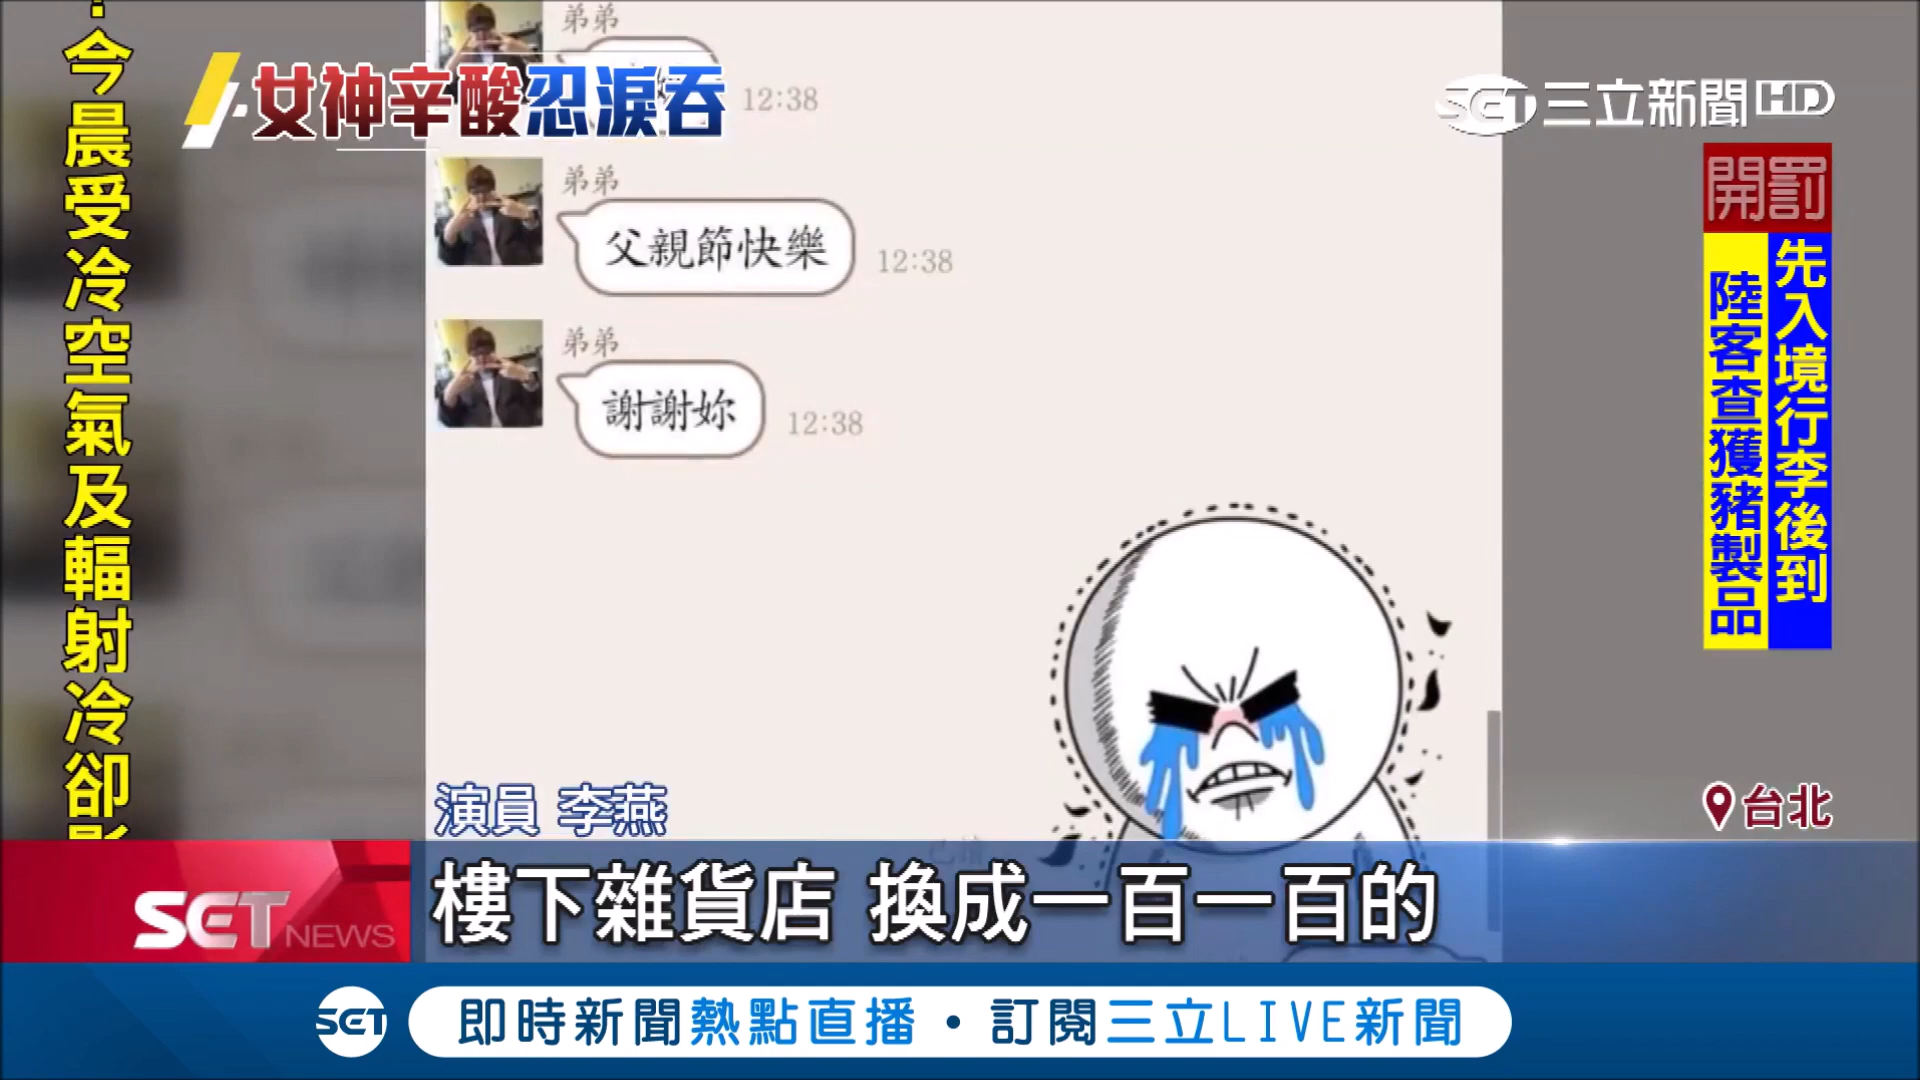 今晨受冷空氣及輻射冷卻
女神辛酸忍淚吞
SET三立新聞HD
開罰
先入境行李後到
陸客查獲豬製品
弟弟
12:38
弟弟
父親節快樂
12:38
弟弟
謝謝妳
12:38
演員 李燕
台北
樓下雜貨店 換成一百一百的
SET NEWS
SET
即時新聞熱點直播・訂閱三立LIVE新聞